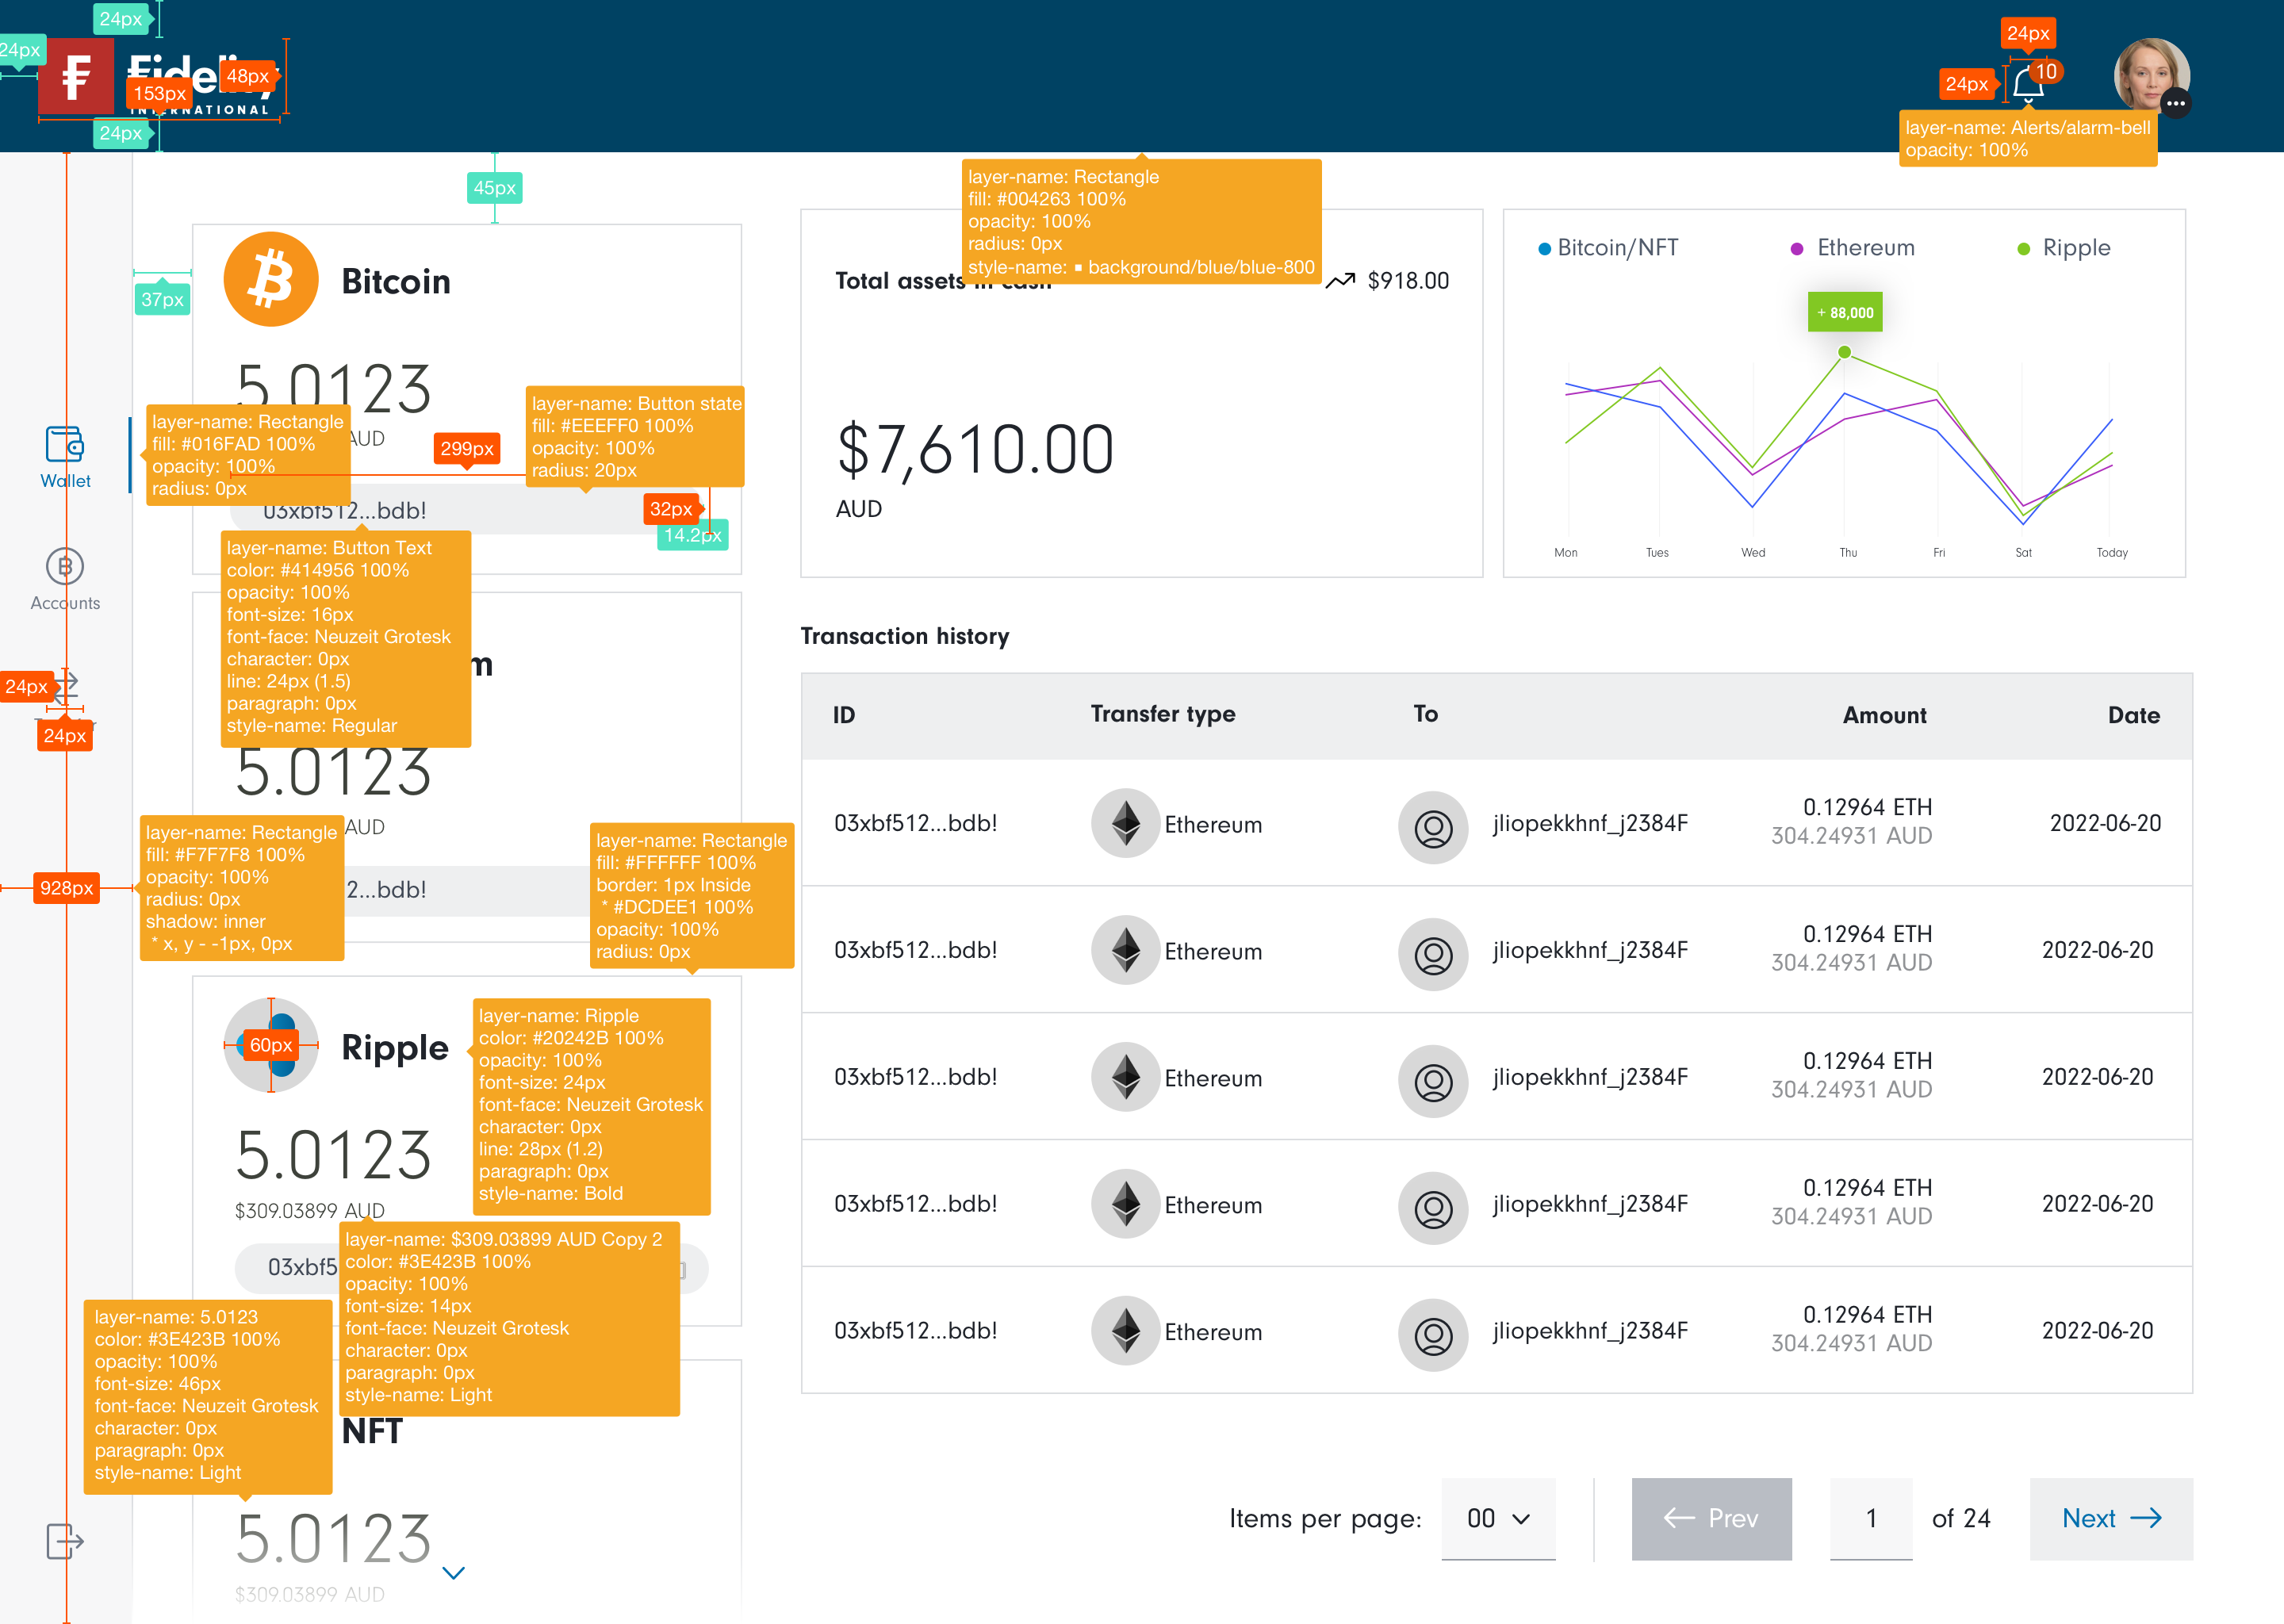 24px
24px
Fidelity
INTERNATIONAL
48px
153px
24px
24px
24px
10
layer-name: Alerts/alarm-bell
opacity: 100%
45px
layer-name: Rectangle
fill: #004263 100%
opacity: 100%
radius: 0px
style-name: ▪ background/blue/blue-800
37px
Bitcoin
5.0123
AUD
layer-name: Rectangle
fill: #016FAD 100%
opacity: 100%
radius: 0px
299px
layer-name: Button state
fill: #EEEFF0 100%
opacity: 100%
radius: 20px
03xbf512...bdb!
32px
14.2px
layer-name: Button Text
color: #414956 100%
opacity: 100%
font-size: 16px
font-face: Neuzeit Grotesk
character: 0px
line: 24px (1.5)
paragraph: 0px
style-name: Regular
Wallet
Accounts
24px
24px
928px
m
5.0123
AUD
2...bdb!
layer-name: Rectangle
fill: #F7F7F8 100%
opacity: 100%
radius: 0px
shadow: inner
* x, y - -1px, 0px
layer-name: Rectangle
fill: #FFFFFF 100%
border: 1px Inside
* #DCDEE1 100%
opacity: 100%
radius: 0px
60px
Ripple
5.0123
$309.03899 AUD
03xbf5
layer-name: Ripple
color: #20242B 100%
opacity: 100%
font-size: 24px
font-face: Neuzeit Grotesk
character: 0px
line: 28px (1.2)
paragraph: 0px
style-name: Bold
layer-name: $309.03899 AUD Copy 2
color: #3E423B 100%
opacity: 100%
font-size: 14px
font-face: Neuzeit Grotesk
character: 0px
paragraph: 0px
style-name: Light
layer-name: 5.0123
color: #3E423B 100%
opacity: 100%
font-size: 46px
font-face: Neuzeit Grotesk
character: 0px
paragraph: 0px
style-name: Light
NFT
5.0123
$309.03899 AUD
Total assets in cash
$918.00
$7,610.00
AUD
Bitcoin/NFT Ethereum Ripple
+ 88,000
Mon Tues Wed Thu Fri Sat Today
Transaction history
ID Transfer type To Amount Date
03xbf512...bdb! Ethereum jliopekkhnf_j2384F 0.12964 ETH 2022-06-20
304.24931 AUD
03xbf512...bdb! Ethereum jliopekkhnf_j2384F 0.12964 ETH 2022-06-20
304.24931 AUD
03xbf512...bdb! Ethereum jliopekkhnf_j2384F 0.12964 ETH 2022-06-20
304.24931 AUD
03xbf512...bdb! Ethereum jliopekkhnf_j2384F 0.12964 ETH 2022-06-20
304.24931 AUD
03xbf512...bdb! Ethereum jliopekkhnf_j2384F 0.12964 ETH 2022-06-20
304.24931 AUD
Items per page: 00 Prev 1 of 24 Next